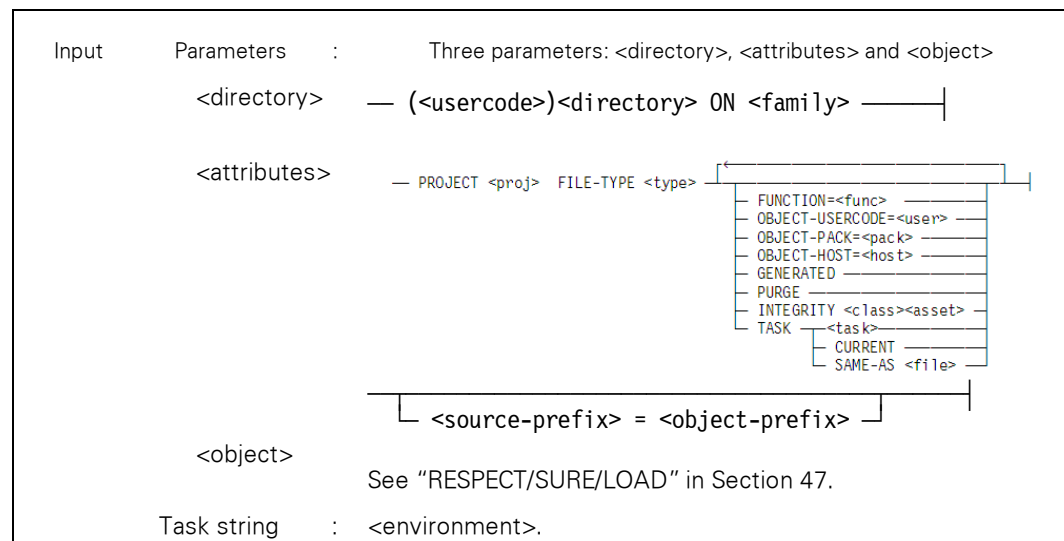 Input Parameters : Three parameters: <directory>, <attributes> and <object>
<directory> (<usercode>)<directory> ON <family>
<attributes> PROJECT <proj> FILE-TYPE <type>
FUNCTION=<func>
OBJECT-USERCODE=<user>
OBJECT-PACK=<pack>
OBJECT-HOST=<host>
GENERATED
PURGE
INTEGRITY <class><asset>
TASK <task>
CURRENT
SAME-AS <file>
<source-prefix> = <object-prefix>
<object>
See “RESPECT/SURE/LOAD” in Section 47.
Task string : <environment>.